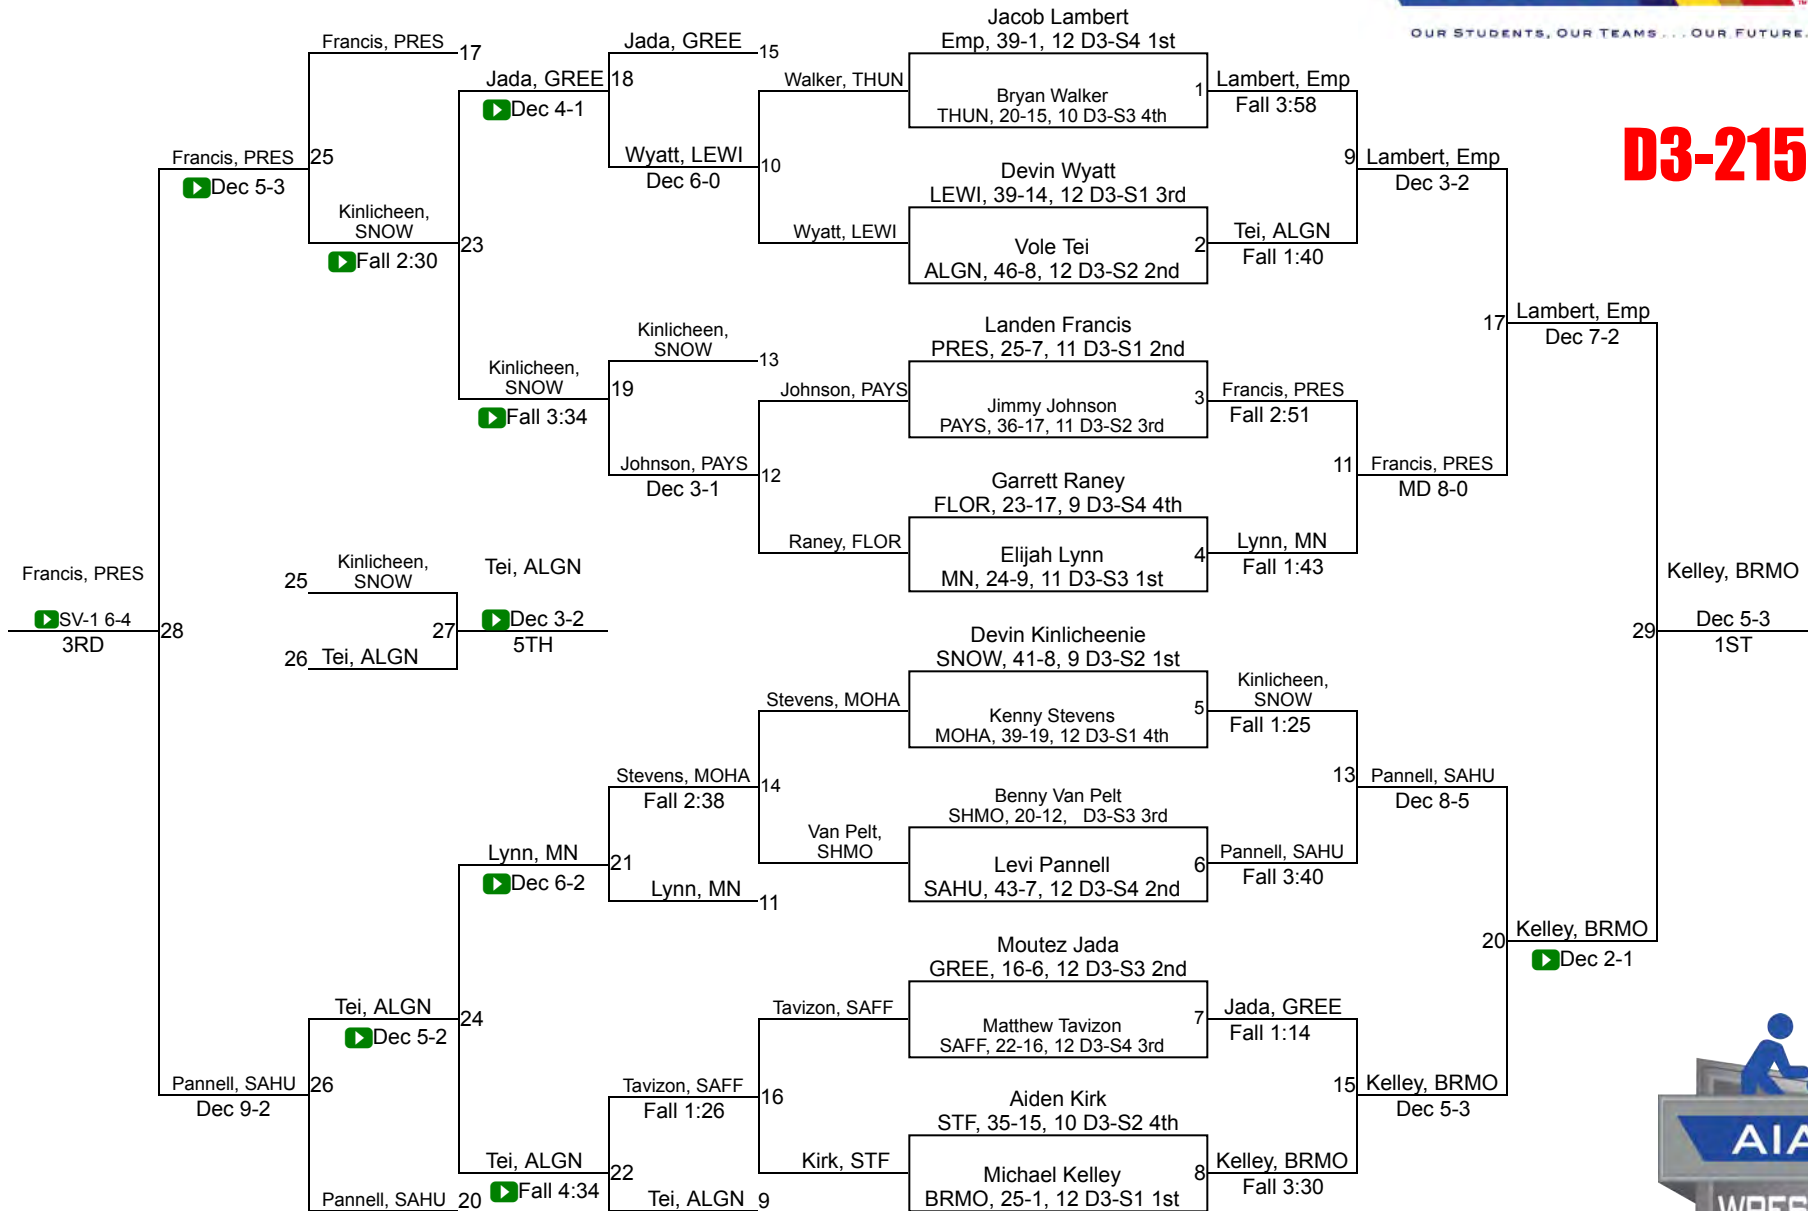 OUR STUDENTS, OUR TEAMS . . . OUR FUTURE.
D3-215
Francis, PRES
17
Jada, GREE
15
Jacob Lambert
Emp, 39-1, 12 D3-S4 1st
Jada, GREE
18
Dec 4-1
Walker, THUN
Bryan Walker
THUN, 20-15, 10 D3-S3 4th
1
Lambert, Emp
Fall 3:58
Francis, PRES
25
Dec 5-3
Wyatt, LEWI
10
Dec 6-0
9
Lambert, Emp
Dec 3-2
Devin Wyatt
LEWI, 39-14, 12 D3-S1 3rd
Kinlicheen,
SNOW
23
Fall 2:30
Wyatt, LEWI
Vole Tei
ALGN, 46-8, 12 D3-S2 2nd
2
Tei, ALGN
Fall 1:40
Kinlicheen,
SNOW
13
Landen Francis
PRES, 25-7, 11 D3-S1 2nd
17
Lambert, Emp
Dec 7-2
Kinlicheen,
SNOW
19
Fall 3:34
Johnson, PAYS
Jimmy Johnson
PAYS, 36-17, 11 D3-S2 3rd
3
Francis, PRES
Fall 2:51
Johnson, PAYS
12
Dec 3-1
11
Francis, PRES
MD 8-0
Garrett Raney
FLOR, 23-17, 9 D3-S4 4th
Raney, FLOR
Elijah Lynn
MN, 24-9, 11 D3-S3 1st
4
Lynn, MN
Fall 1:43
Francis, PRES
SV-1 6-4
3RD
28
25
Kinlicheen,
SNOW
27
26
Tei, ALGN
Tei, ALGN
Dec 3-2
5TH
Kelley, BRMO
29
Dec 5-3
1ST
Devin Kinlicheenie
SNOW, 41-8, 9 D3-S2 1st
Stevens, MOHA
Kenny Stevens
MOHA, 39-19, 12 D3-S1 4th
5
Kinlicheen,
SNOW
Fall 1:25
Stevens, MOHA
14
Fall 2:38
13
Pannell, SAHU
Dec 8-5
Benny Van Pelt
SHMO, 20-12, D3-S3 3rd
Van Pelt,
SHMO
Levi Pannell
SAHU, 43-7, 12 D3-S4 2nd
6
Pannell, SAHU
Fall 3:40
Lynn, MN
21
Dec 6-2
Lynn, MN
11
20
Kelley, BRMO
Dec 2-1
Moutez Jada
GREE, 16-6, 12 D3-S3 2nd
Tei, ALGN
24
Dec 5-2
Tavizon, SAFF
Matthew Tavizon
SAFF, 22-16, 12 D3-S4 3rd
7
Jada, GREE
Fall 1:14
Pannell, SAHU
26
Dec 9-2
Tavizon, SAFF
16
Fall 1:26
15
Kelley, BRMO
Dec 5-3
Aiden Kirk
STF, 35-15, 10 D3-S2 4th
Tei, ALGN
22
Fall 4:34
Kirk, STF
Michael Kelley
BRMO, 25-1, 12 D3-S1 1st
8
Kelley, BRMO
Fall 3:30
Pannell, SAHU
20
Tei, ALGN
9
AIA